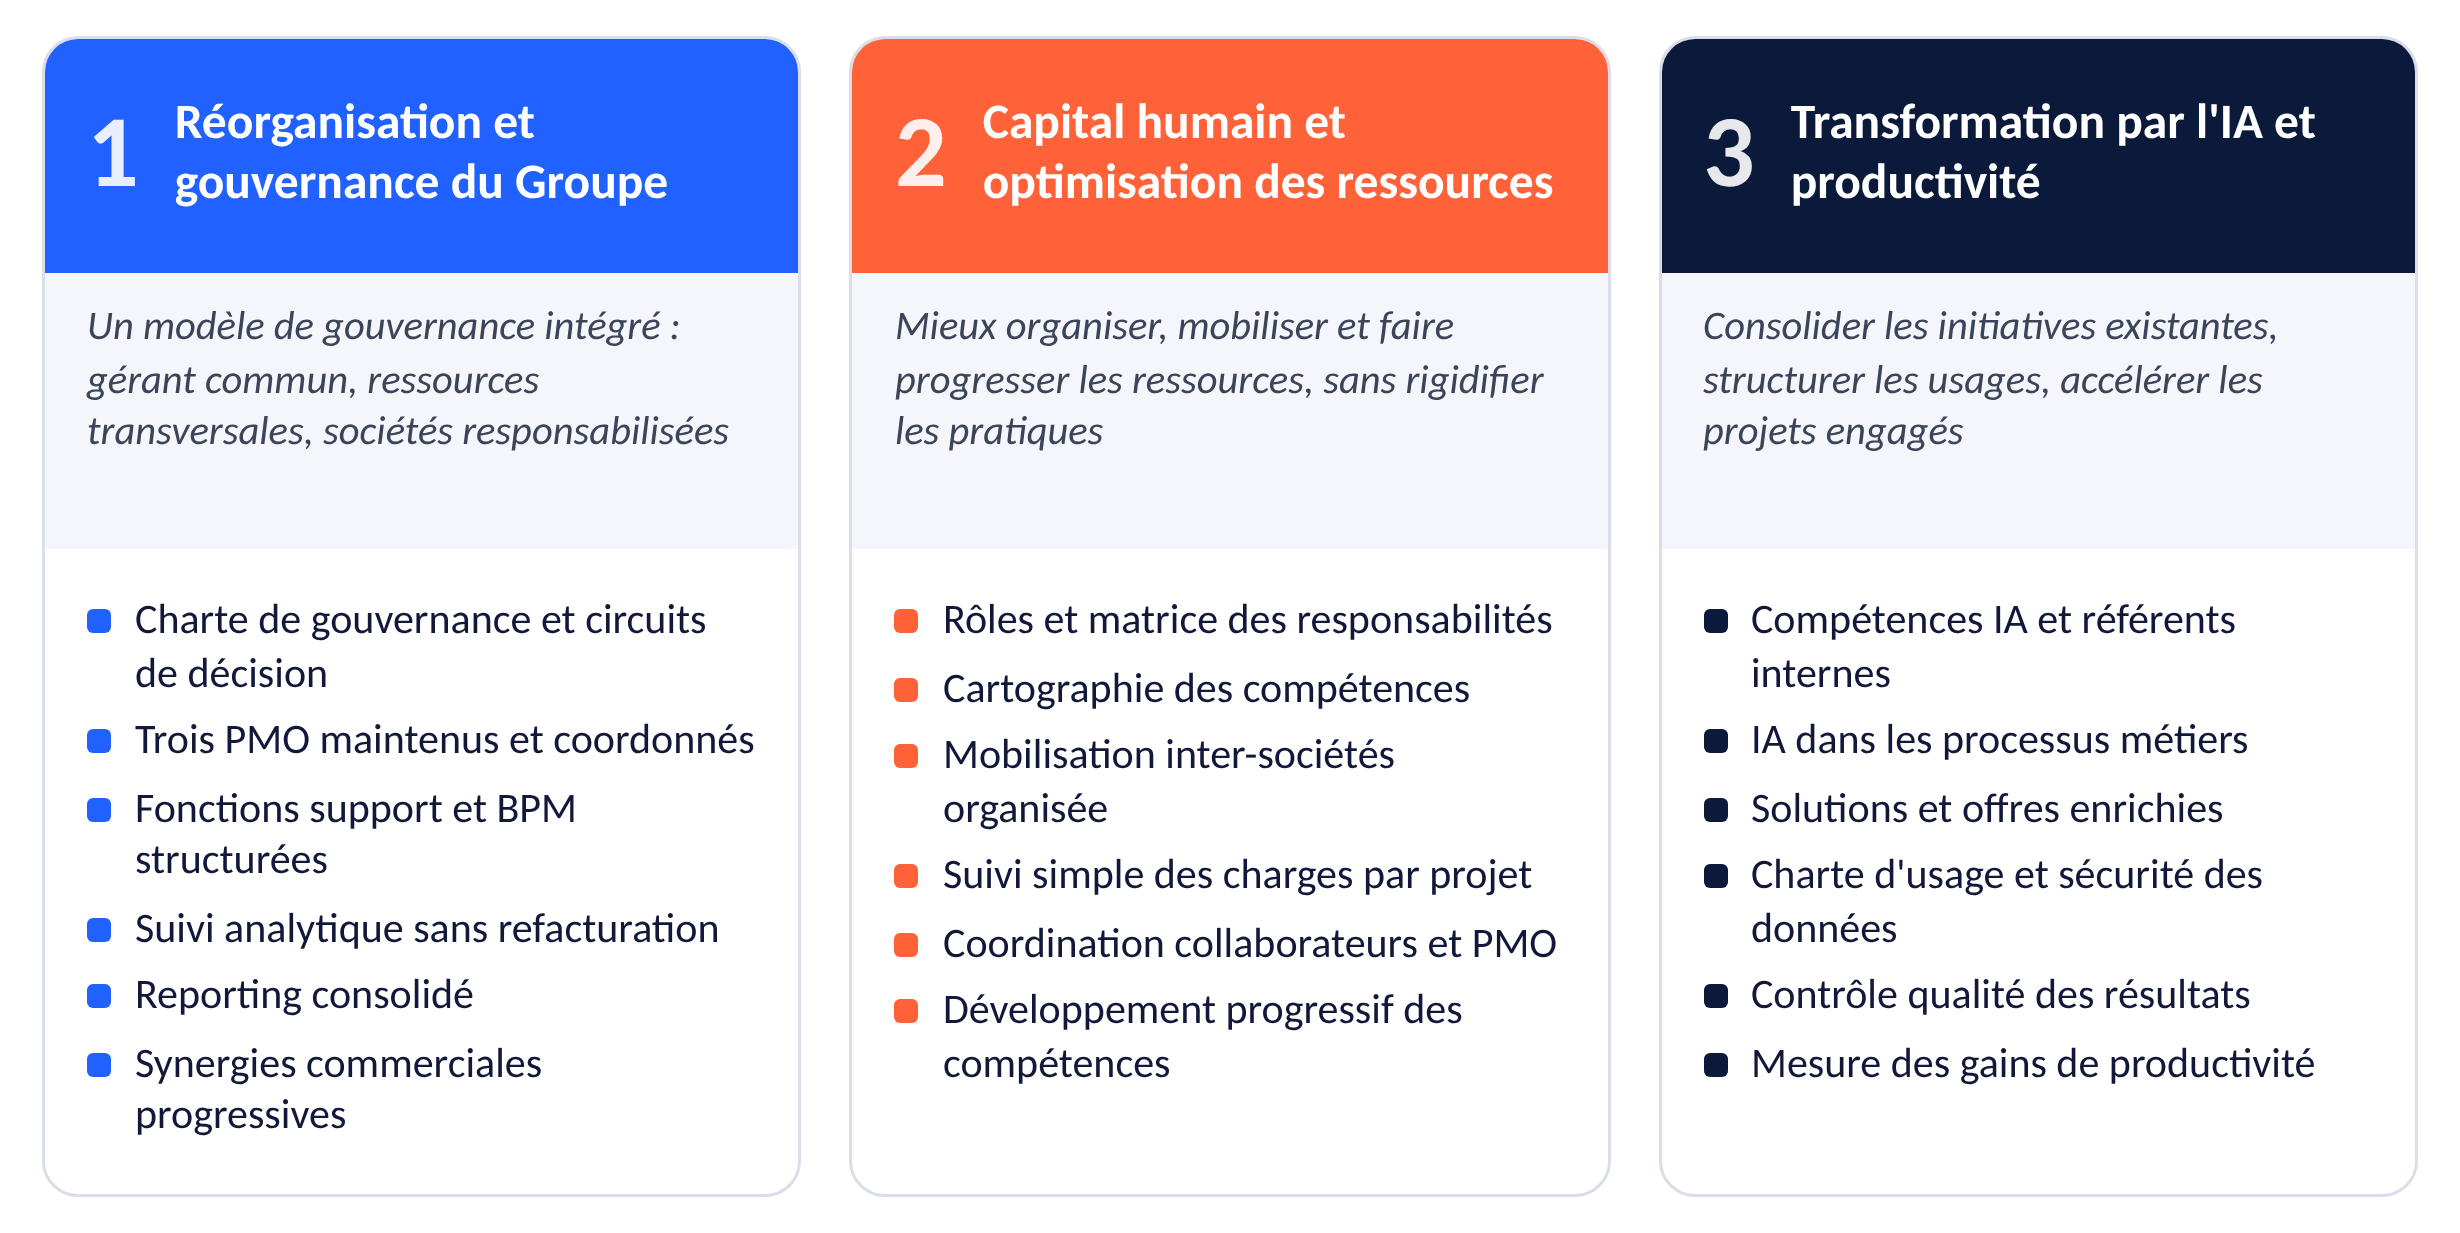 1
Réorganisation et
gouvernance du Groupe
Un modèle de gouvernance intégré :
gérant commun, ressources
transversales, sociétés responsabilisées
Charte de gouvernance et circuits
de décision
Trois PMO maintenus et coordonnés
Fonctions support et BPM
structurées
Suivi analytique sans refacturation
Reporting consolidé
Synergies commerciales
progressives
2
Capital humain et
optimisation des ressources
Mieux organiser, mobiliser et faire
progresser les ressources, sans rigidifier
les pratiques
Rôles et matrice des responsabilités
Cartographie des compétences
Mobilisation inter-sociétés
organisée
Suivi simple des charges par projet
Coordination collaborateurs et PMO
Développement progressif des
compétences
3
Transformation par l'IA et
productivité
Consolider les initiatives existantes,
structurer les usages, accélérer les
projets engagés
Compétences IA et référents
internes
IA dans les processus métiers
Solutions et offres enrichies
Charte d'usage et sécurité des
données
Contrôle qualité des résultats
Mesure des gains de productivité